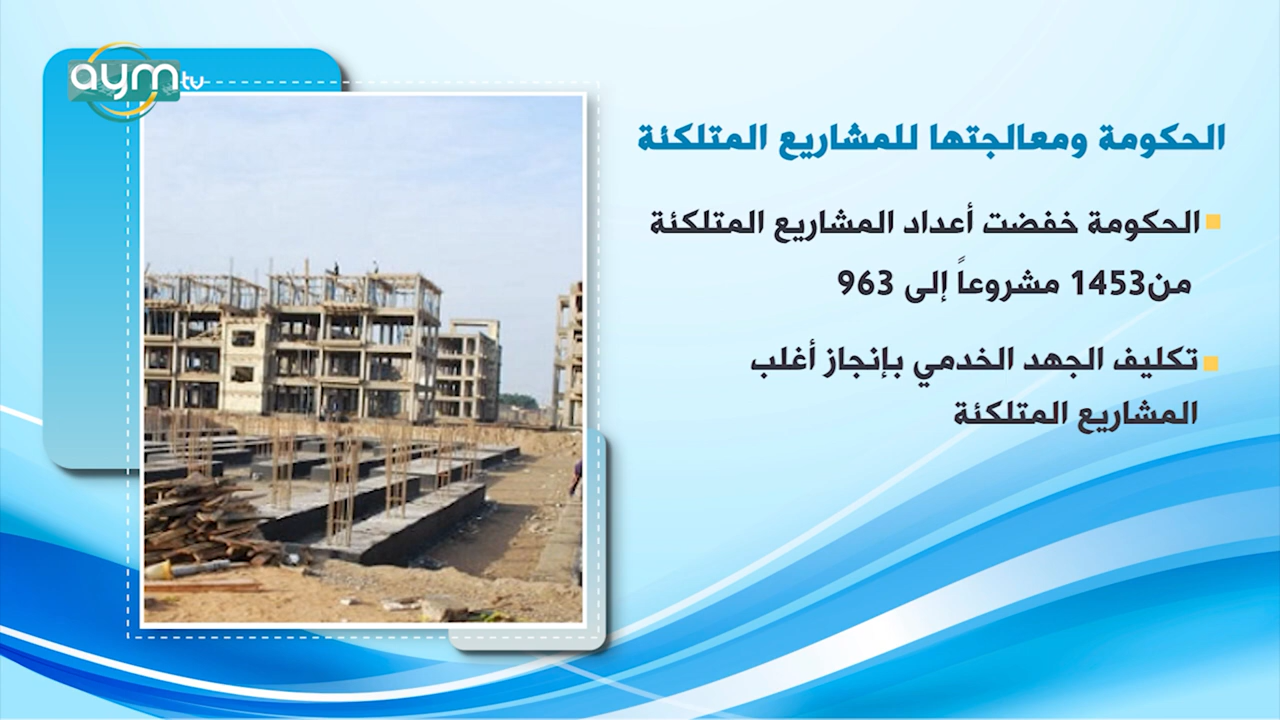 aym tv
الحكومة ومعالجتها للمشاريع المتلكئة
الحكومة خفضت أعداد المشاريع المتلكئة
من1453 مشروعاً إلى 963
تكليف الجهد الخدمي بإنجاز أغلب
المشاريع المتلكئة